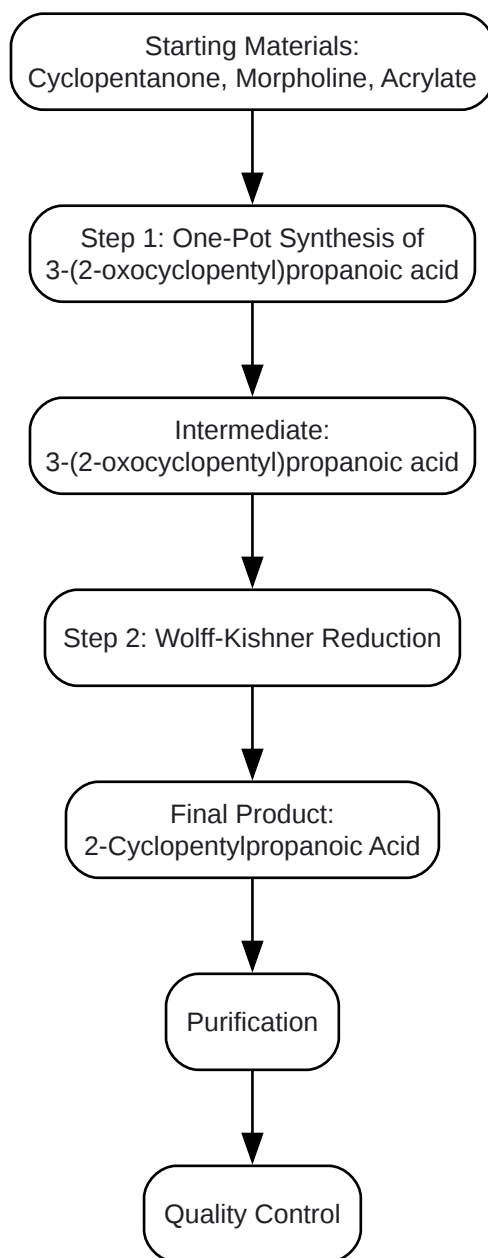 Starting Materials:
Cyclopentanone, Morpholine, Acrylate
Step 1: One-Pot Synthesis of
3-(2-oxocyclopentyl)propanoic acid
Intermediate:
3-(2-oxocyclopentyl)propanoic acid
Step 2: Wolff-Kishner Reduction
Final Product:
2-Cyclopentylpropanoic Acid
Purification
Quality Control